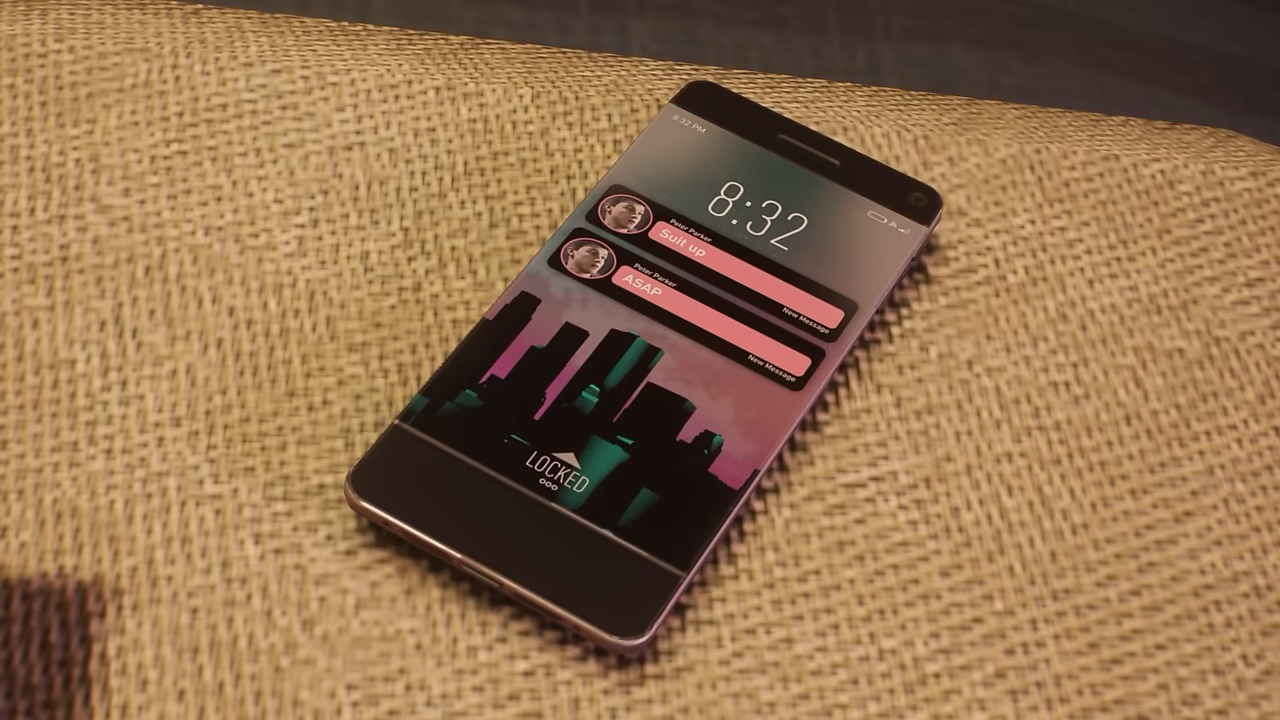 8:32 PM
8:32
Peter Parker
Suit up
New Message
Peter Parker
ASAP
New Message
LOCKED